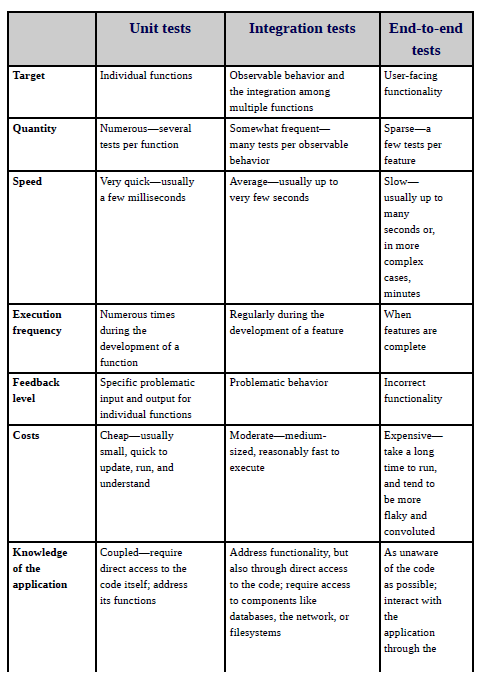 Unit tests Integration tests End-to-end
tests
Target Individual functions Observable behavior and User-facing
the integration among functionality
multiple functions
Quantity Numerous—several Somewhat frequent— Sparse—a
tests per function many tests per observable few tests per
behavior feature
Speed Very quick—usually Average—usually up to Slow—
a few milliseconds very few seconds usually up to
many
seconds or,
in more
complex
cases,
minutes
Execution Numerous times Regularly during the When
frequency during the development of a feature features are
development of a complete
function
Feedback Specific problematic Problematic behavior Incorrect
level input and output for functionality
individual functions
Costs Cheap—usually Moderate—medium- Expensive—
small, quick to sized, reasonably fast to take a long
update, run, and execute time to run,
understand and tend to
be more
flaky and
convoluted
Knowledge Coupled—require Address functionality, but As unaware
of the direct access to the also through direct access of the code
application code itself; address to the code; require access as possible;
its functions to components like interact with
databases, the network, or the
filesystems application
through the